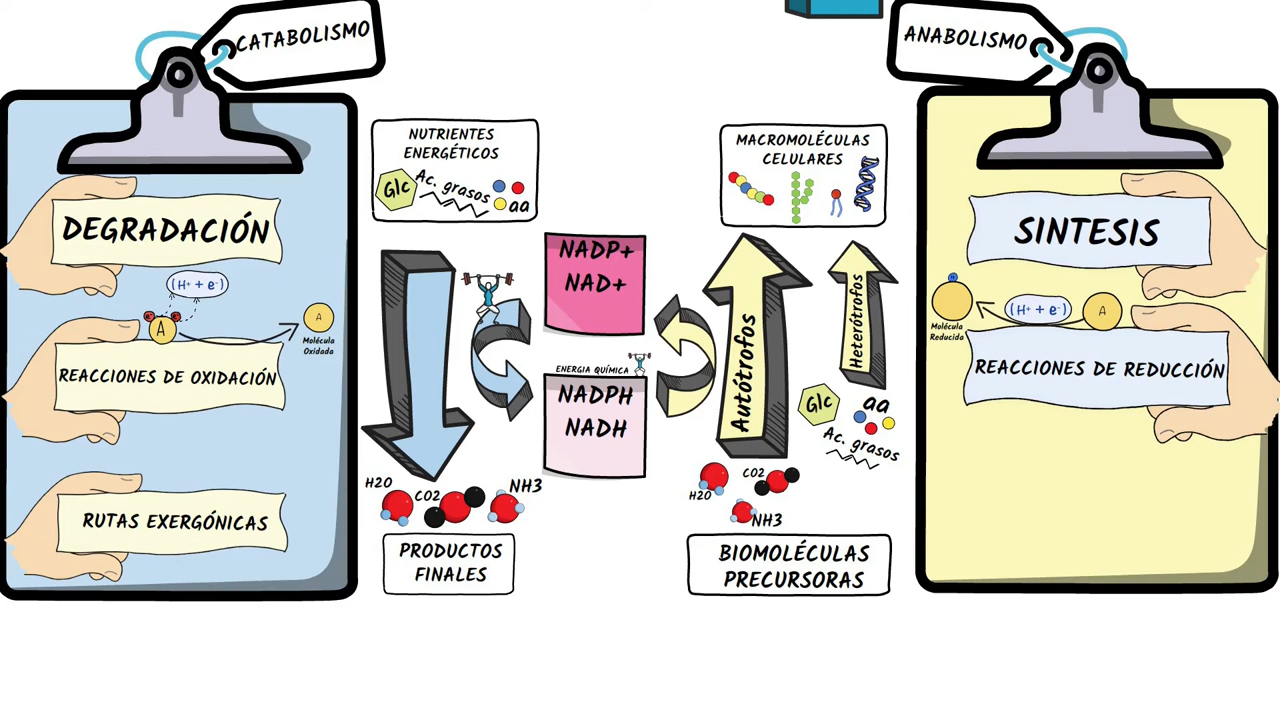 CATABOLISMO
DEGRADACIÓN
(H+ + e-)
e-
e-
A
A
Molécula
Oxidada
REACCIONES DE OXIDACIÓN
RUTAS EXERGÓNICAS
NUTRIENTES
ENERGÉTICOS
Glc
Ac. grasos
aa
H2O
CO2
NH3
PRODUCTOS
FINALES
NADP+
NAD+
ENERGIA QUÍMICA
NADPH
NADH
MACROMOLÉCULAS
CELULARES
Autótrofos
Heterótrofos
Glc
aa
Ac. grasos
H2O
CO2
NH3
BIOMOLÉCULAS
PRECURSORAS
ANABOLISMO
SINTESIS
H
(H+ + e-)
A
Molécula
Reducida
REACCIONES DE REDUCCIÓN